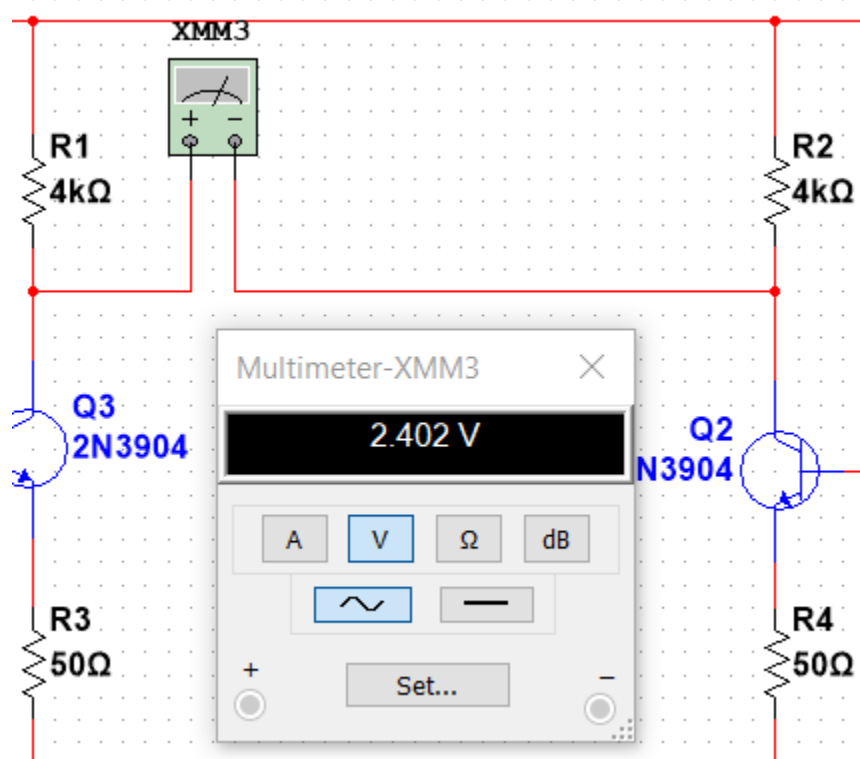 XMM3
+ −
R1
4kΩ
R2
4kΩ
Multimeter-XMM3
2.402 V
Q3
2N3904
Q2
N3904
A V Ω dB
R3
50Ω
R4
50Ω
+ −
Set...